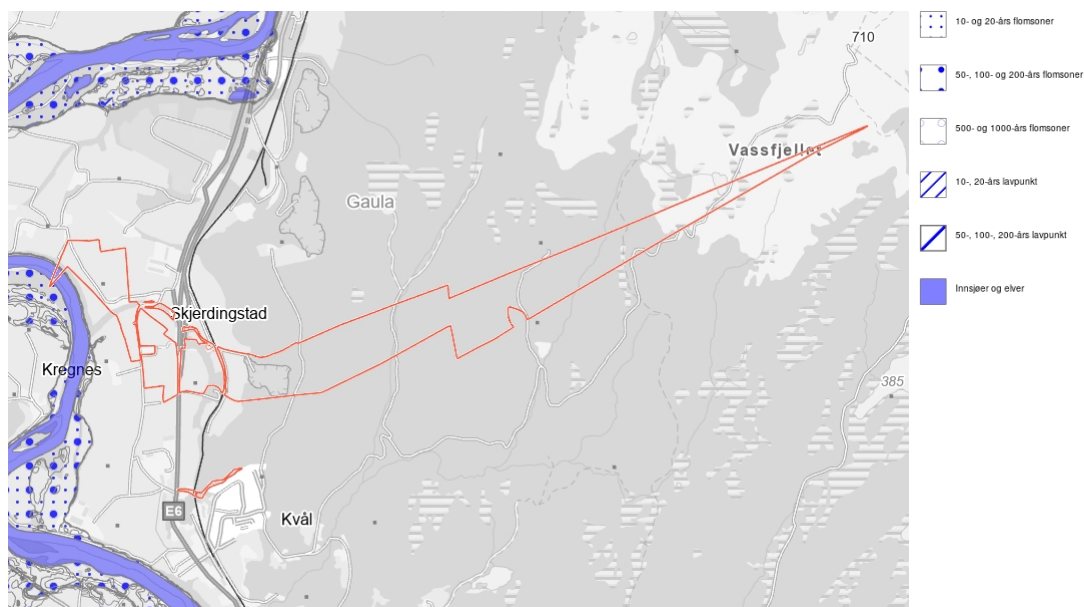 710
Vassfjellet
Gaula
Skjerdingstad
Kregnes
385
E6
Kvål
10- og 20-års flomsoner
50-, 100- og 200-års flomsoner
500- og 1000-års flomsoner
10-, 20-års lavpunkt
50-, 100-, 200-års lavpunkt
Innsjøer og elver